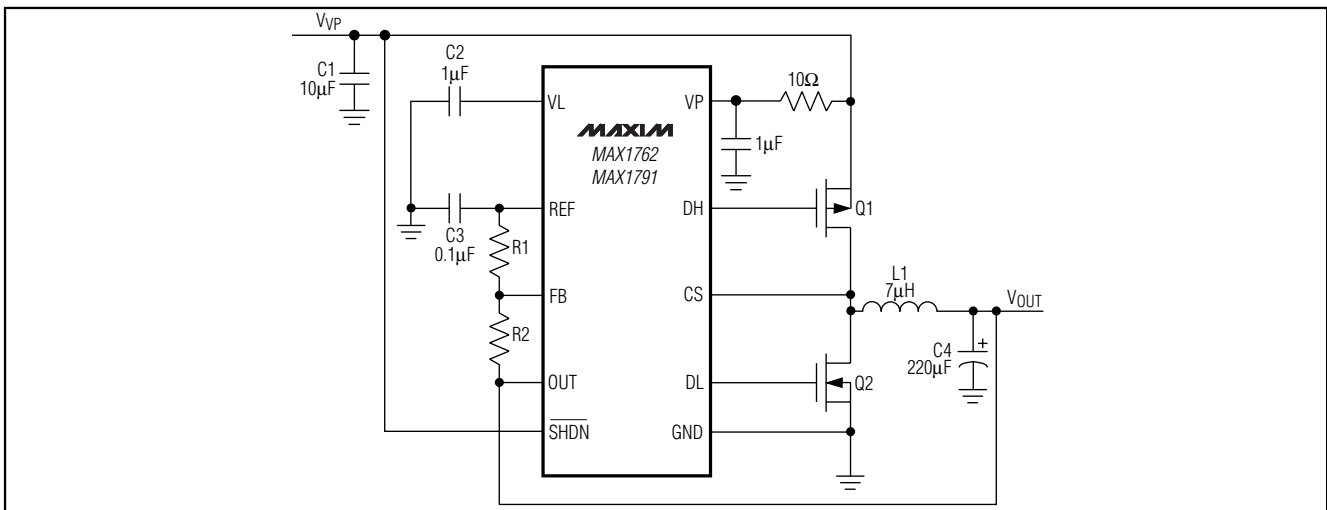 V_VP
C1
10µF
C2
1µF
VL
VP
10Ω
1µF
MAXIM
MAX1762
MAX1791
REF
C3
0.1µF
R1
DH
Q1
FB
CS
L1
7µH
V_OUT
R2
C4
220µF
+
OUT
DL
Q2
SHDN
GND